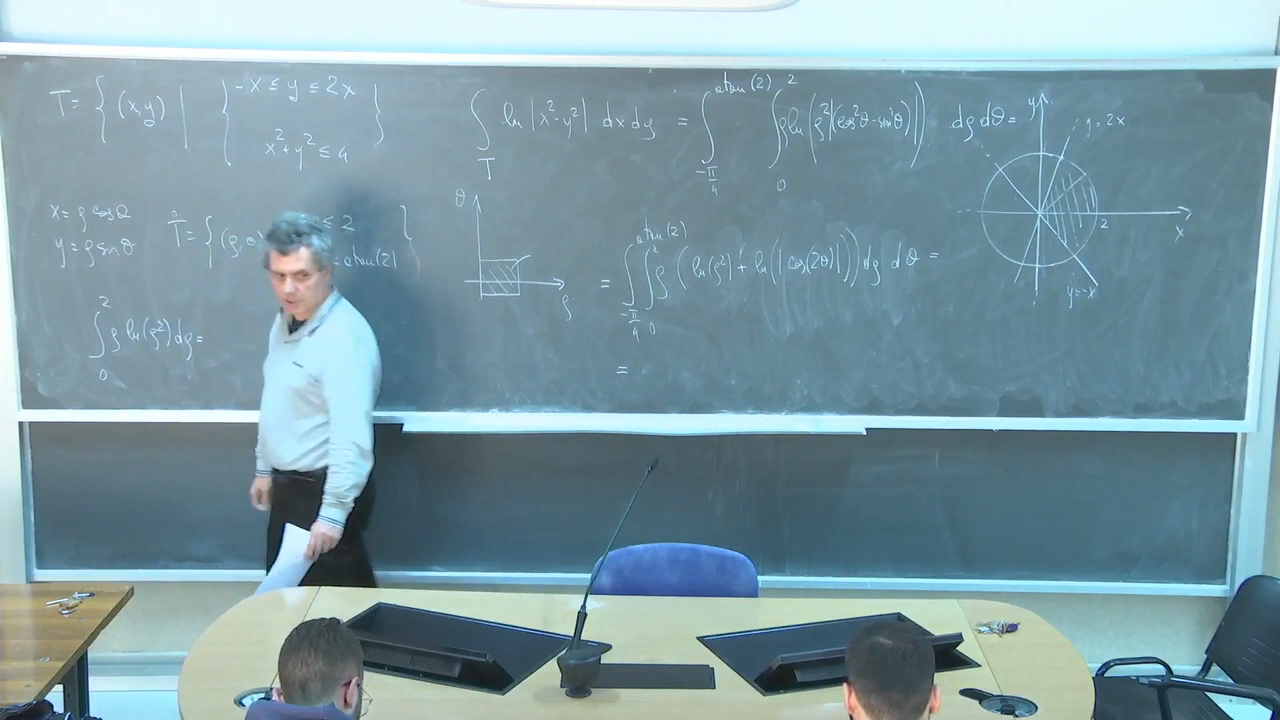 T = { (x,y) | { -x ≤ y ≤ 2x
x²+y² ≤ 4 }
x = ρ cosθ
y = ρ sinθ
T̊ = { (ρ,θ) ≤ 2
atan(2) }
∫₀² ρ ln(ρ²) dρ =
∫_T ln|x²-y²| dx dy = ∫_{-π/4}^{atan(2)} ∫₀² ρ ln(ρ²|(cos²θ-sin²θ)|) dρ dθ =
θ
ρ
= ∫_{-π/4}^{atan(2)} ∫₀² ρ (ln(ρ²) + ln(|cos(2θ)|)) dρ dθ =
=
y
y = 2x
2
x
y = -x